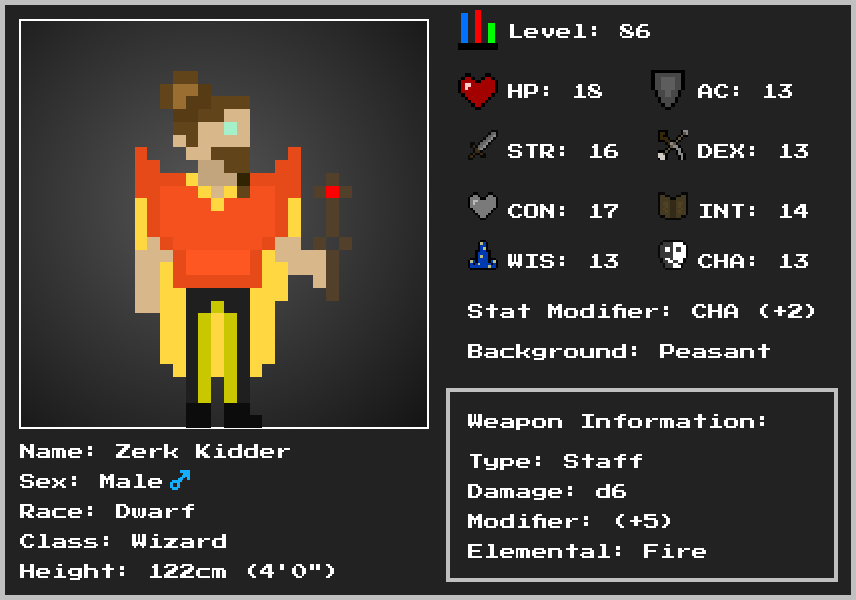 Level: 86
HP: 18 AC: 13
STR: 16 DEX: 13
CON: 17 INT: 14
WIS: 13 CHA: 13
Stat Modifier: CHA (+2)
Background: Peasant
Weapon Information:
Type: Staff
Damage: d6
Modifier: (+5)
Elemental: Fire
Name: Zerk Kidder
Sex: Male♂
Race: Dwarf
Class: Wizard
Height: 122cm (4'0")